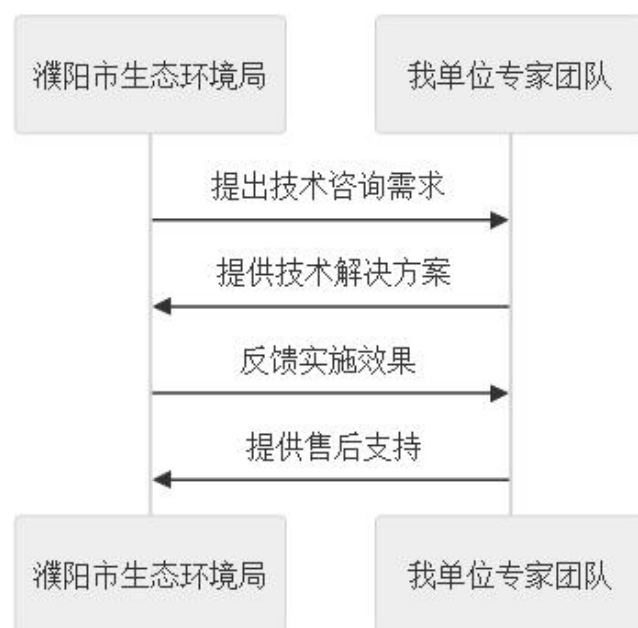 濮阳市生态环境局
我单位专家团队
提出技术咨询需求
提供技术解决方案
反馈实施效果
提供售后支持
濮阳市生态环境局
我单位专家团队